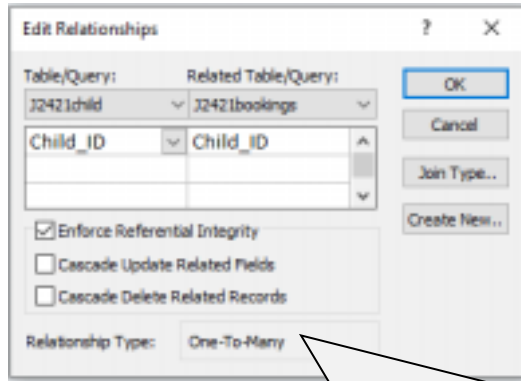 Edit Relationships ? ×
Table/Query: Related Table/Query:
J2421child J2421bookings
Child_ID Child_ID
Enforce Referential Integrity
Cascade Update Related Fields
Cascade Delete Related Records
Relationship Type: One-To-Many
OK
Cancel
Join Type..
Create New..